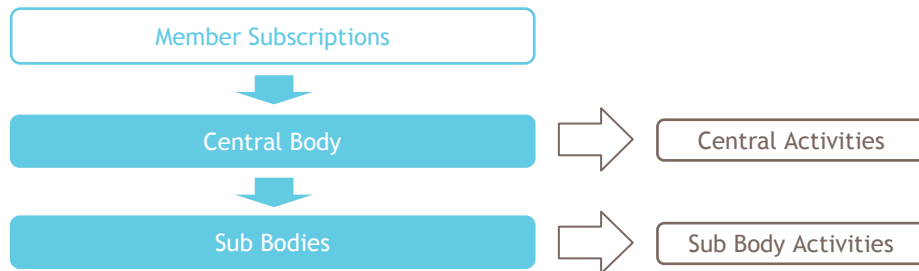 Member Subscriptions
Central Body
Central Activities
Sub Bodies
Sub Body Activities